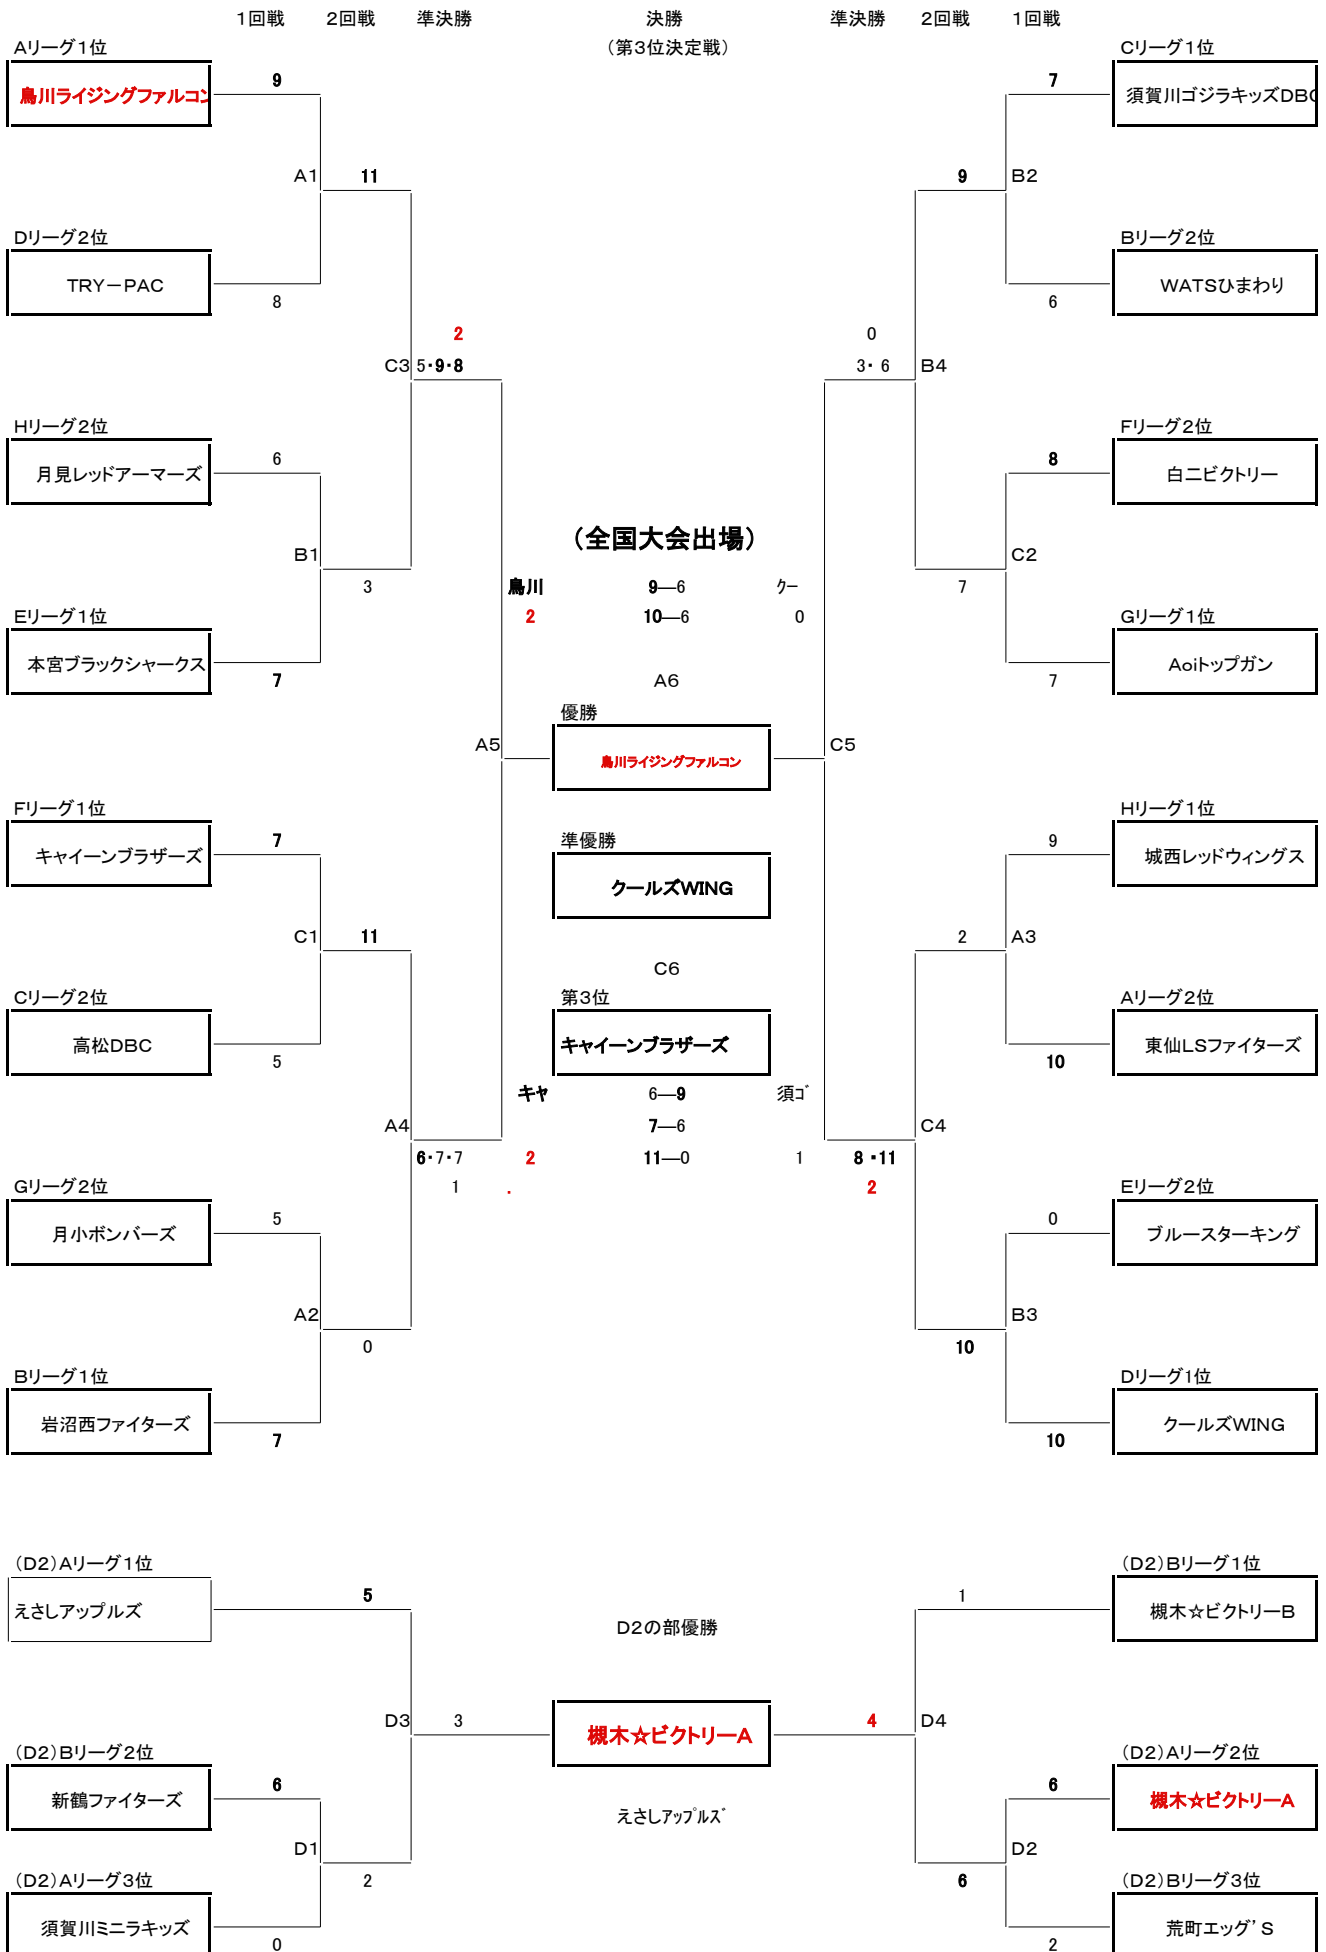 1回戦 2回戦 準決勝 決勝 準決勝 2回戦 1回戦
Aリーグ1位 (第3位決定戦) Cリーグ1位
鳥川ライジングファルコン 9 7 須賀川ゴジラキッズDBC
A1 11 9 B2
Dリーグ2位 Bリーグ2位
TRY－PAC WATSひまわり
8 6
2 0
C3 5・9・8 3・6 B4
Hリーグ2位 Fリーグ2位
月見レッドアーマーズ 6 8 白二ビクトリー
(全国大会出場)
B1 C2
3 鳥川 9―6 クー 7
2 10―6 0
Eリーグ1位 Gリーグ1位
本宮ブラックシャークス Aoiトップガン
7 A6 7
優勝
A5 鳥川ライジングファルコン C5
Fリーグ1位 Hリーグ1位
キャイーンブラザーズ 7 準優勝 9 城西レッドウィングス
クールズWING
C1 11 2 A3
C6
Cリーグ2位 第3位 Aリーグ2位
高松DBC キャイーンブラザーズ 東仙LSファイターズ
5 10
キャ 6―9 須ゴ
A4 7―6 C4
6・7・7 2 11―0 1 8・11
1 . 2
Gリーグ2位 Eリーグ2位
月小ボンバーズ 5 0 ブルースターキング
A2 B3
0 10
Bリーグ1位 Dリーグ1位
岩沼西ファイターズ クールズWING
7 10
(D2)Aリーグ1位 (D2)Bリーグ1位
えさしアップルズ 5 1 槻木☆ビクトリーB
D2の部優勝
D3 3 槻木☆ビクトリーA 4 D4
(D2)Bリーグ2位 (D2)Aリーグ2位
新鶴ファイターズ 6 6 槻木☆ビクトリーA
えさしアップルズ
D1 D2
(D2)Aリーグ3位 2 6 (D2)Bリーグ3位
須賀川ミニラキッズ 荒町エッグ'S
0 2